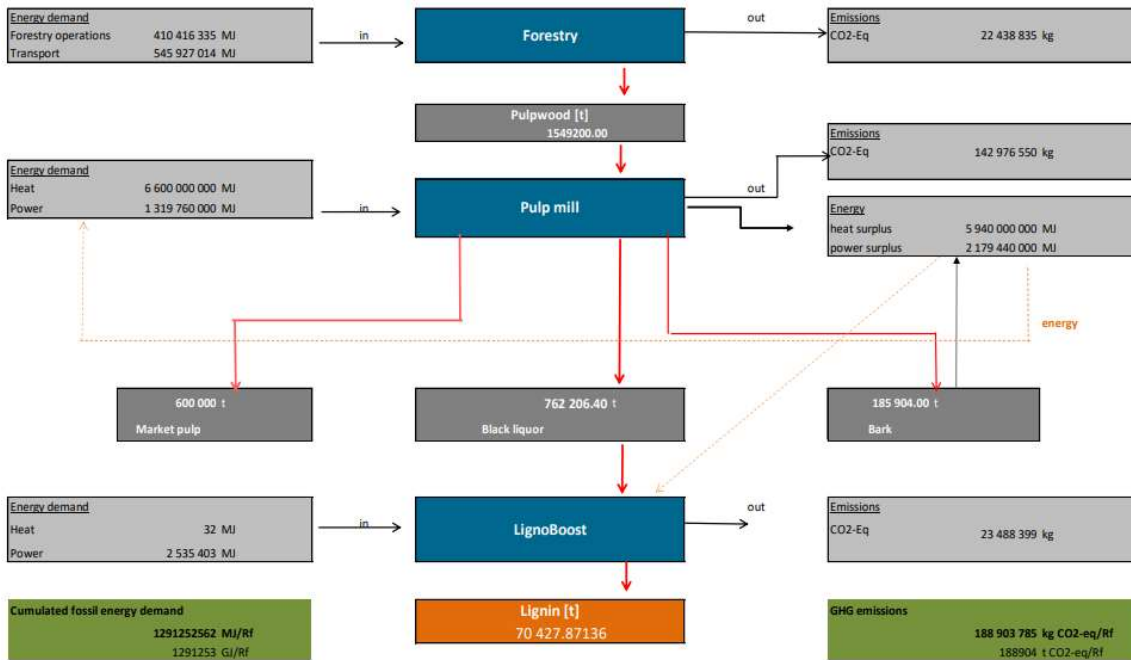 Energy demand
Forestry operations 410 416 335 MJ
Transport 545 927 014 MJ
in
Forestry
out
Emissions
CO2-Eq 22 438 835 kg
Pulpwood [t]
1549200.00
Emissions
CO2-Eq 142 976 550 kg
Energy demand
Heat 6 600 000 000 MJ
Power 1 319 760 000 MJ
in
Pulp mill
out
Energy
heat surplus 5 940 000 000 MJ
power surplus 2 179 440 000 MJ
energy
600 000 t
Market pulp
762 206.40 t
Black liquor
185 904.00 t
Bark
Energy demand
Heat 32 MJ
Power 2 535 403 MJ
in
LignoBoost
out
Emissions
CO2-Eq 23 488 399 kg
Cumulated fossil energy demand
1291252562 MJ/Rf
1291253 GJ/Rf
Lignin [t]
70 427.87136
GHG emissions
188 903 785 kg CO2-eq/Rf
188904 t CO2-eq/Rf